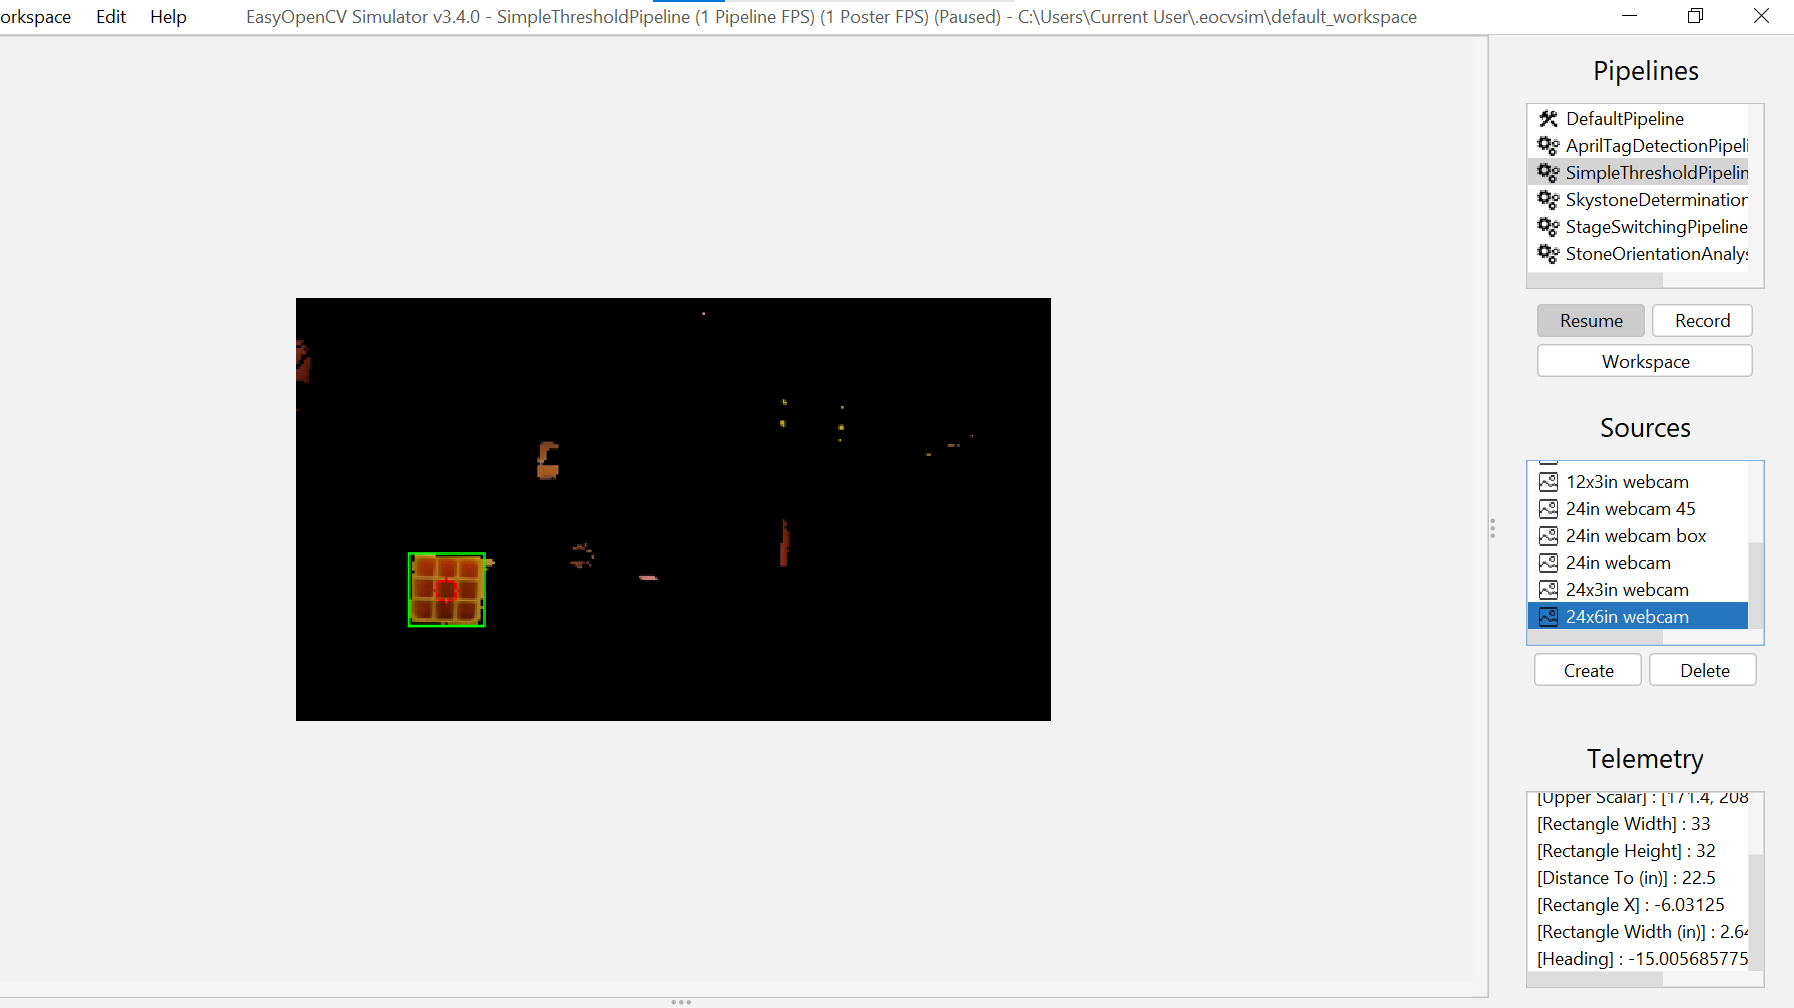 orkspace Edit Help EasyOpenCV Simulator v3.4.0 - SimpleThresholdPipeline (1 Pipeline FPS) (1 Poster FPS) (Paused) - C:\Users\Current User\.eocvsim\default_workspace
Pipelines
DefaultPipeline
AprilTagDetectionPipeli
SimpleThresholdPipelin
SkystoneDetermination
StageSwitchingPipeline
StoneOrientationAnalys
Resume Record
Workspace
Sources
12x3in webcam
24in webcam 45
24in webcam box
24in webcam
24x3in webcam
24x6in webcam
Create Delete
Telemetry
[Upper Scalar] : [171.4, 208
[Rectangle Width] : 33
[Rectangle Height] : 32
[Distance To (in)] : 22.5
[Rectangle X] : -6.03125
[Rectangle Width (in)] : 2.64
[Heading] : -15.005685775